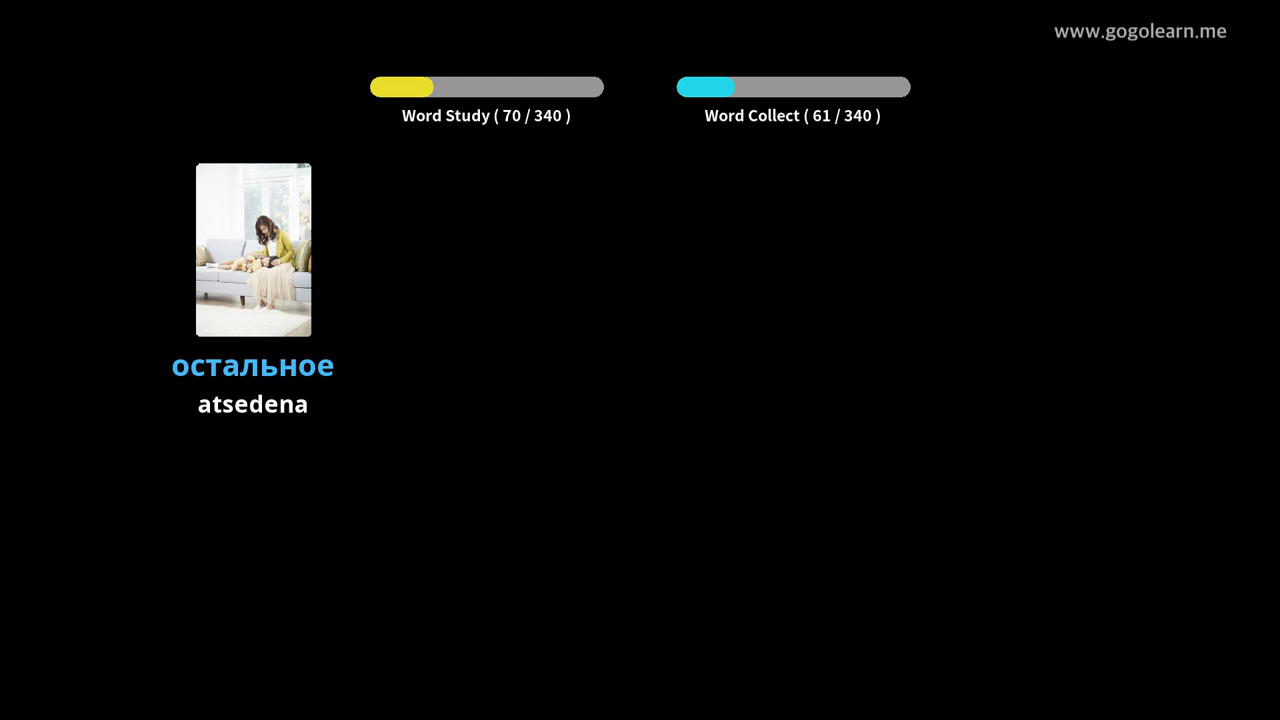 www.gogolearn.me
Word Study ( 70 / 340 )
Word Collect ( 61 / 340 )
остальное
atsedena